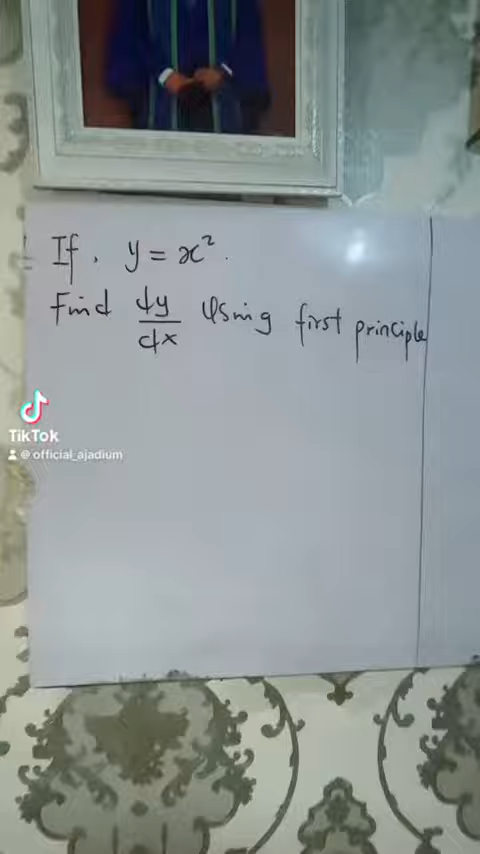 If. y = x².
Find dy/dx Using first principle
TikTok
@official_ajadium